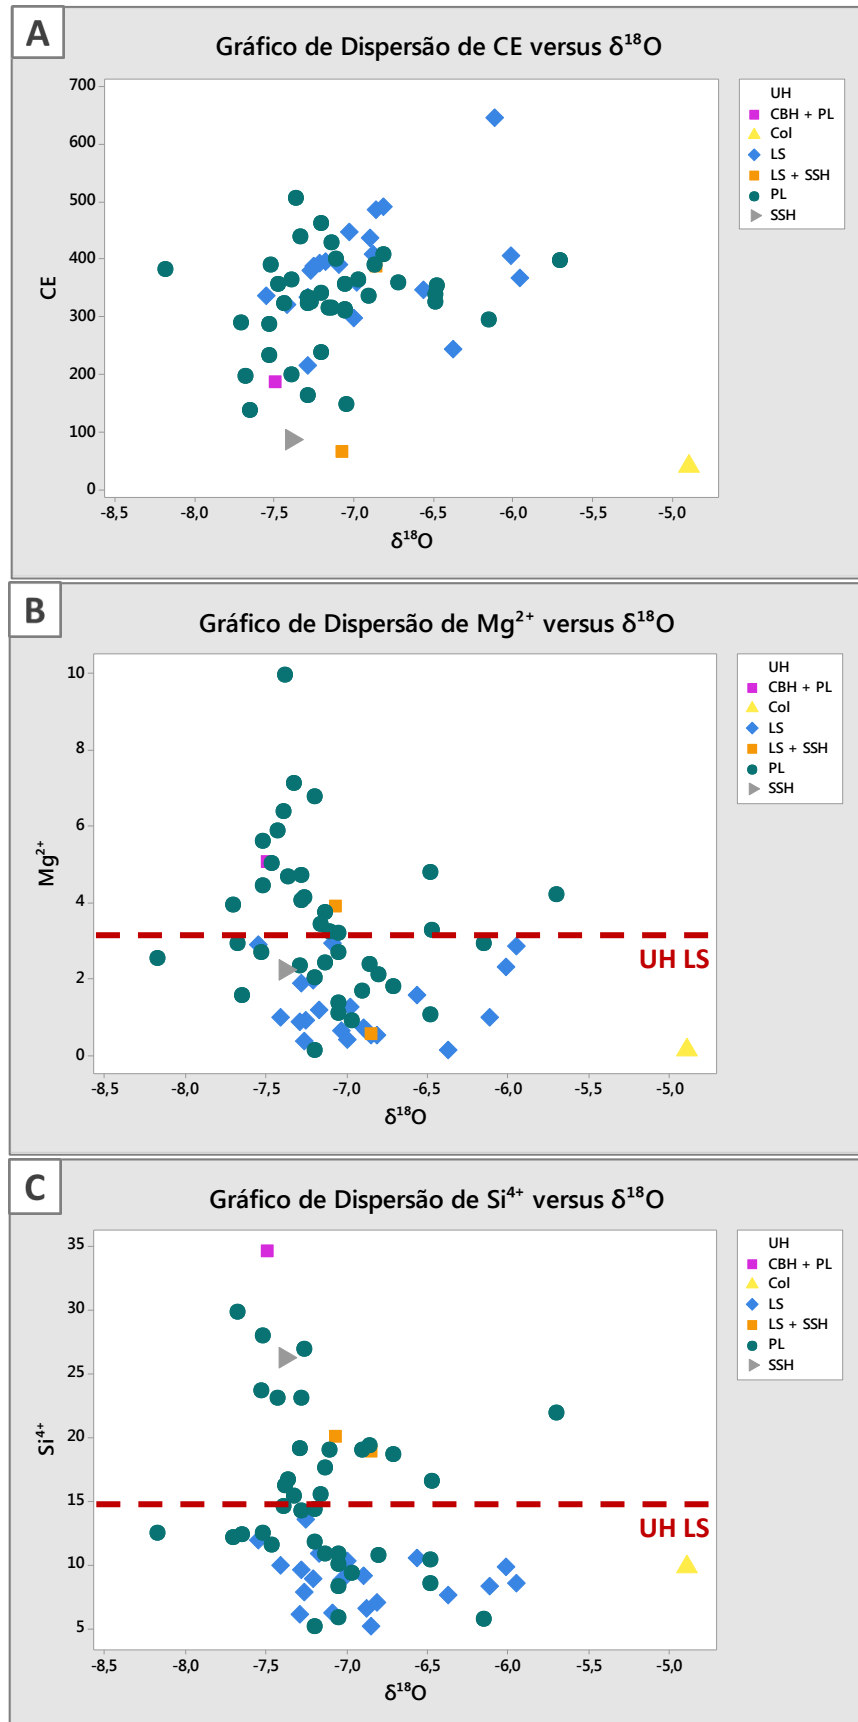 A
Gráfico de Dispersão de CE versus δ¹⁸O
700
600
500
400
300
200
100
0
CE
-8,5 -8,0 -7,5 -7,0 -6,5 -6,0 -5,5 -5,0
δ¹⁸O
UH
CBH + PL
Col
LS
LS + SSH
PL
SSH
B
Gráfico de Dispersão de Mg²⁺ versus δ¹⁸O
10
8
6
4
2
0
Mg²⁺
UH LS
-8,5 -8,0 -7,5 -7,0 -6,5 -6,0 -5,5 -5,0
δ¹⁸O
UH
CBH + PL
Col
LS
LS + SSH
PL
SSH
C
Gráfico de Dispersão de Si⁴⁺ versus δ¹⁸O
35
30
25
20
15
10
5
Si⁴⁺
UH LS
-8,5 -8,0 -7,5 -7,0 -6,5 -6,0 -5,5 -5,0
δ¹⁸O
UH
CBH + PL
Col
LS
LS + SSH
PL
SSH